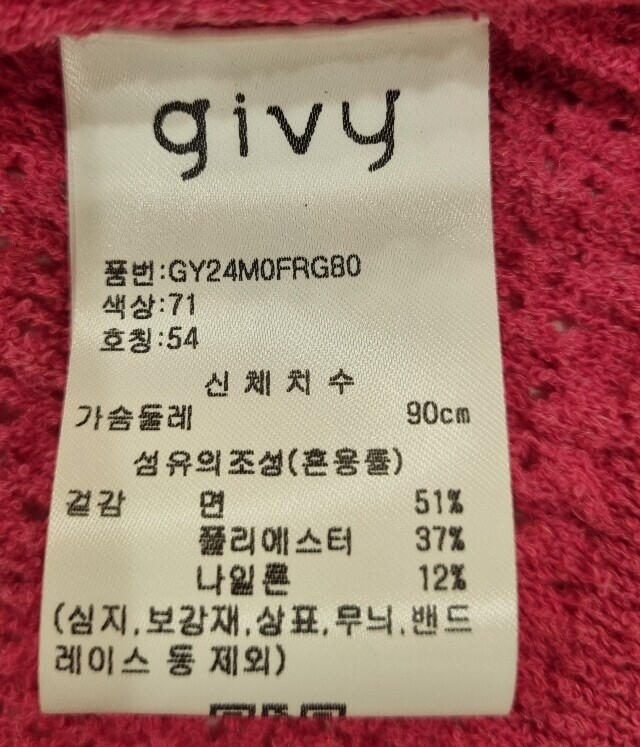 givy
품번:GY24M0FRG80
색상:71
호칭:54
신체치수
가슴둘레 90cm
섬유의조성(혼용률)
겉감 면 51%
폴리에스터 37%
나일론 12%
(심지,보강재,상표,무늬,밴드
레이스 등 제외)